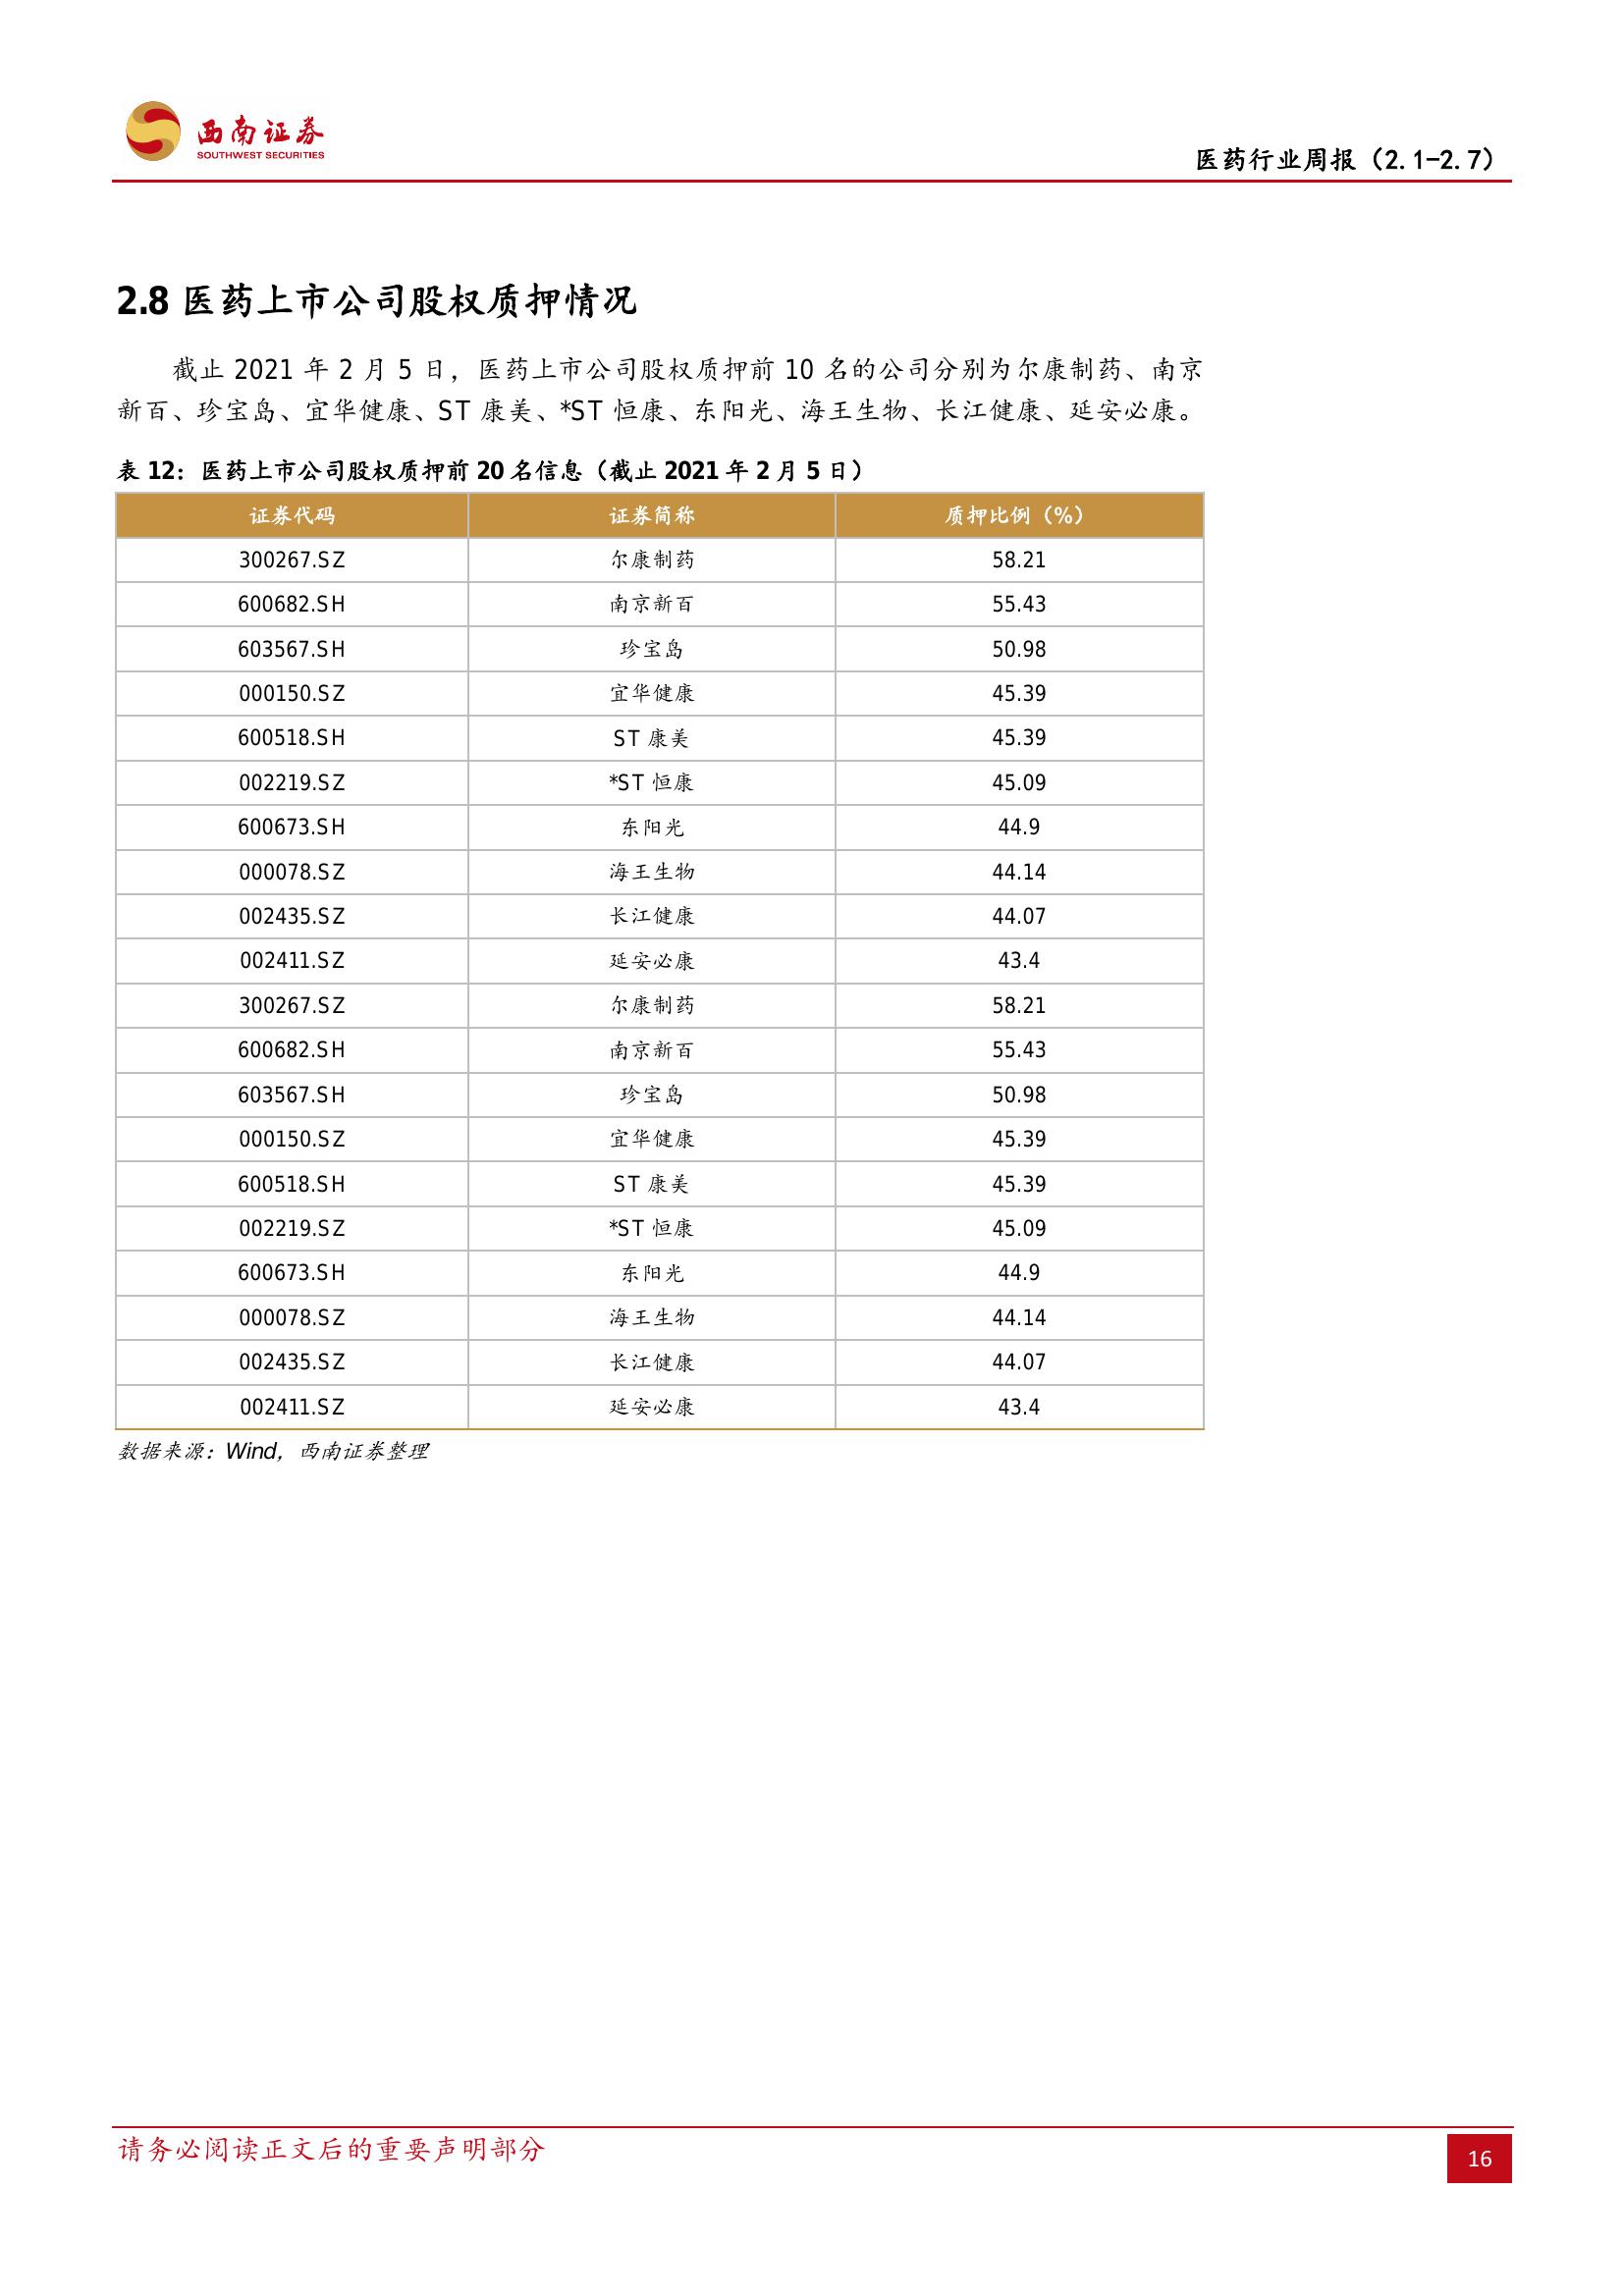 西南证券
SOUTHWEST SECURITIES
医药行业周报（2.1-2.7）
2.8 医药上市公司股权质押情况
截止 2021 年 2 月 5 日，医药上市公司股权质押前 10 名的公司分别为尔康制药、南京
新百、珍宝岛、宜华健康、ST 康美、*ST 恒康、东阳光、海王生物、长江健康、延安必康。
表 12：医药上市公司股权质押前 20 名信息（截止 2021 年 2 月 5 日）
证券代码 证券简称 质押比例（%）
300267.SZ 尔康制药 58.21
600682.SH 南京新百 55.43
603567.SH 珍宝岛 50.98
000150.SZ 宜华健康 45.39
600518.SH ST 康美 45.39
002219.SZ *ST 恒康 45.09
600673.SH 东阳光 44.9
000078.SZ 海王生物 44.14
002435.SZ 长江健康 44.07
002411.SZ 延安必康 43.4
300267.SZ 尔康制药 58.21
600682.SH 南京新百 55.43
603567.SH 珍宝岛 50.98
000150.SZ 宜华健康 45.39
600518.SH ST 康美 45.39
002219.SZ *ST 恒康 45.09
600673.SH 东阳光 44.9
000078.SZ 海王生物 44.14
002435.SZ 长江健康 44.07
002411.SZ 延安必康 43.4
数据来源：Wind，西南证券整理
请务必阅读正文后的重要声明部分
16